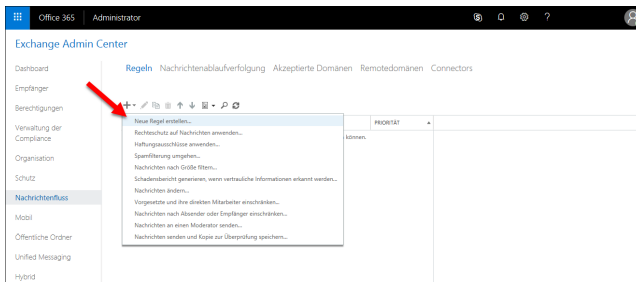 Office 365 Administrator
Exchange Admin Center
Dashboard
Regeln Nachrichtenablaufverfolgung Akzeptierte Domänen Remotedomänen Connectors
Empfänger
Berechtigungen
Verwaltung der
Compliance
Organisation
Schutz
Nachrichtenfluss
Mobil
Öffentliche Ordner
Unified Messaging
Hybrid
Neue Regel erstellen...
Rechteschutz auf Nachrichten anwenden...
Haftungsausschlüsse anwenden...
Spamfilterung umgehen...
Nachrichten nach Größe filtern...
Schadensbericht generieren, wenn vertrauliche Informationen erkannt werden...
Nachrichten ändern...
Vorgesetzte und ihre direkten Mitarbeiter einschränken...
Nachrichten nach Absender oder Empfänger einschränken...
Nachrichten an einen Moderator senden...
Nachrichten senden und Kopie zur Überprüfung speichern...
PRIORITÄT
können.